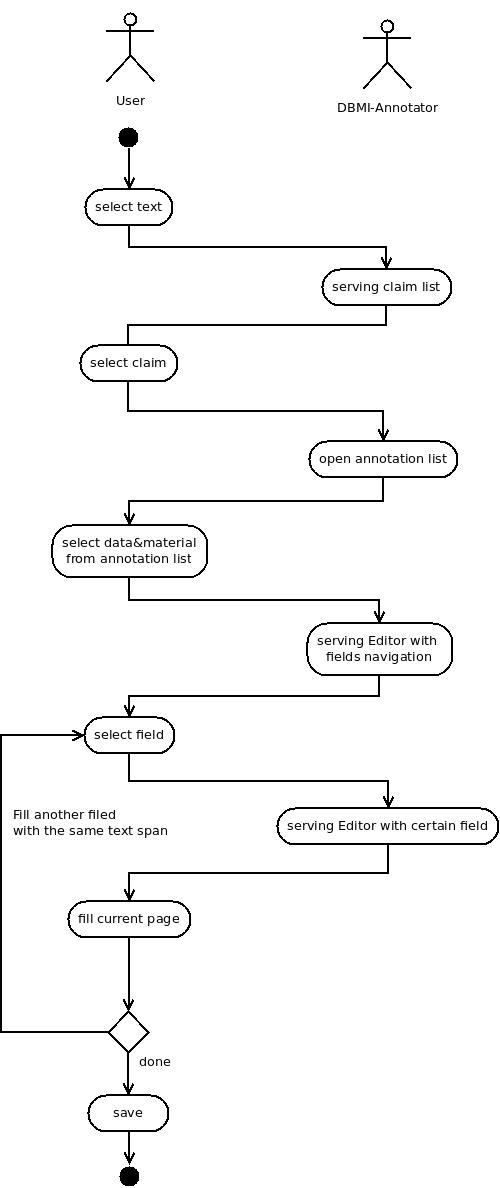 User
DBMI-Annotator
select text
serving claim list
select claim
open annotation list
select data&material
from annotation list
serving Editor with
fields navigation
select field
Fill another filed
with the same text span
serving Editor with certain field
fill current page
done
save